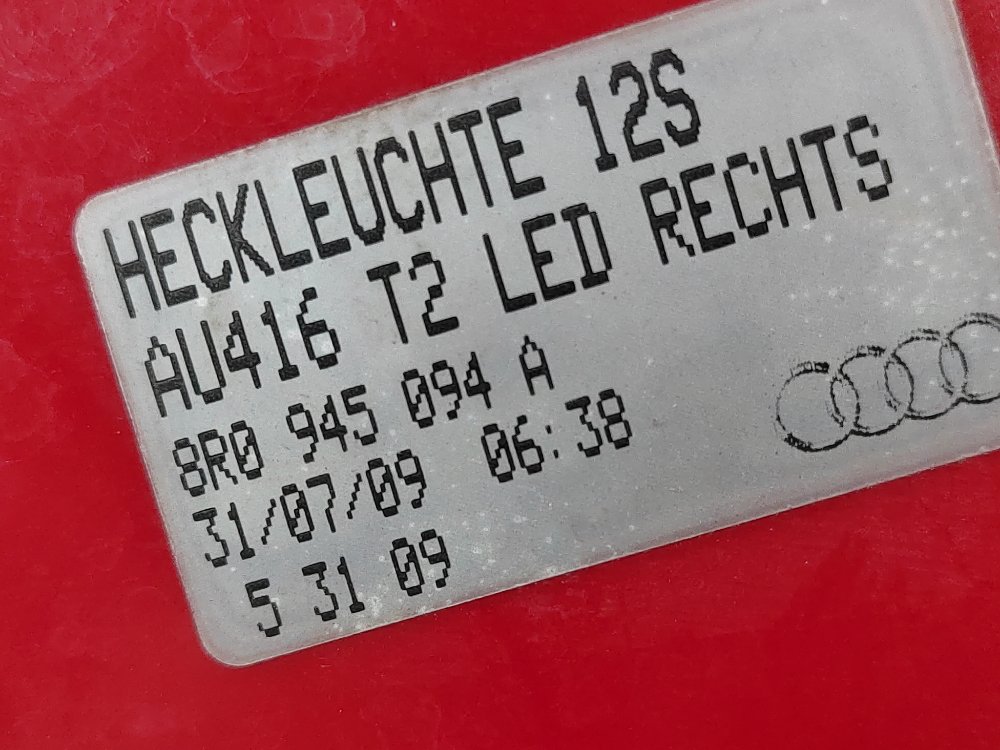 HECKLEUCHTE 12S
AU416 T2 LED RECHTS
8R0 945 094 A
31/07/09 06:38
5 31 09